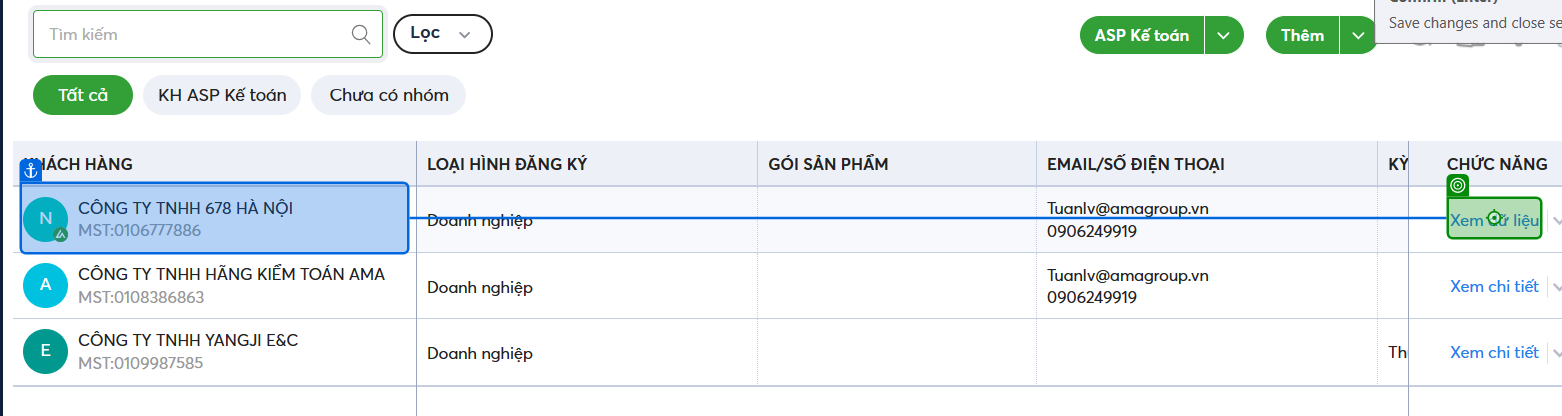 Confirm (Enter)
Save changes and close se
Tìm kiếm
Lọc
ASP Kế toán
Thêm
Tất cả
KH ASP Kế toán
Chưa có nhóm
KHÁCH HÀNG
LOẠI HÌNH ĐĂNG KÝ
GÓI SẢN PHẨM
EMAIL/SỐ ĐIỆN THOẠI
KỲ
CHỨC NĂNG
N
CÔNG TY TNHH 678 HÀ NỘI
MST:0106777886
Doanh nghiệp
Tuanlv@amagroup.vn
0906249919
Xem dữ liệu
A
CÔNG TY TNHH HÃNG KIỂM TOÁN AMA
MST:0108386863
Doanh nghiệp
Tuanlv@amagroup.vn
0906249919
Xem chi tiết
E
CÔNG TY TNHH YANGJI E&C
MST:0109987585
Doanh nghiệp
Th
Xem chi tiết